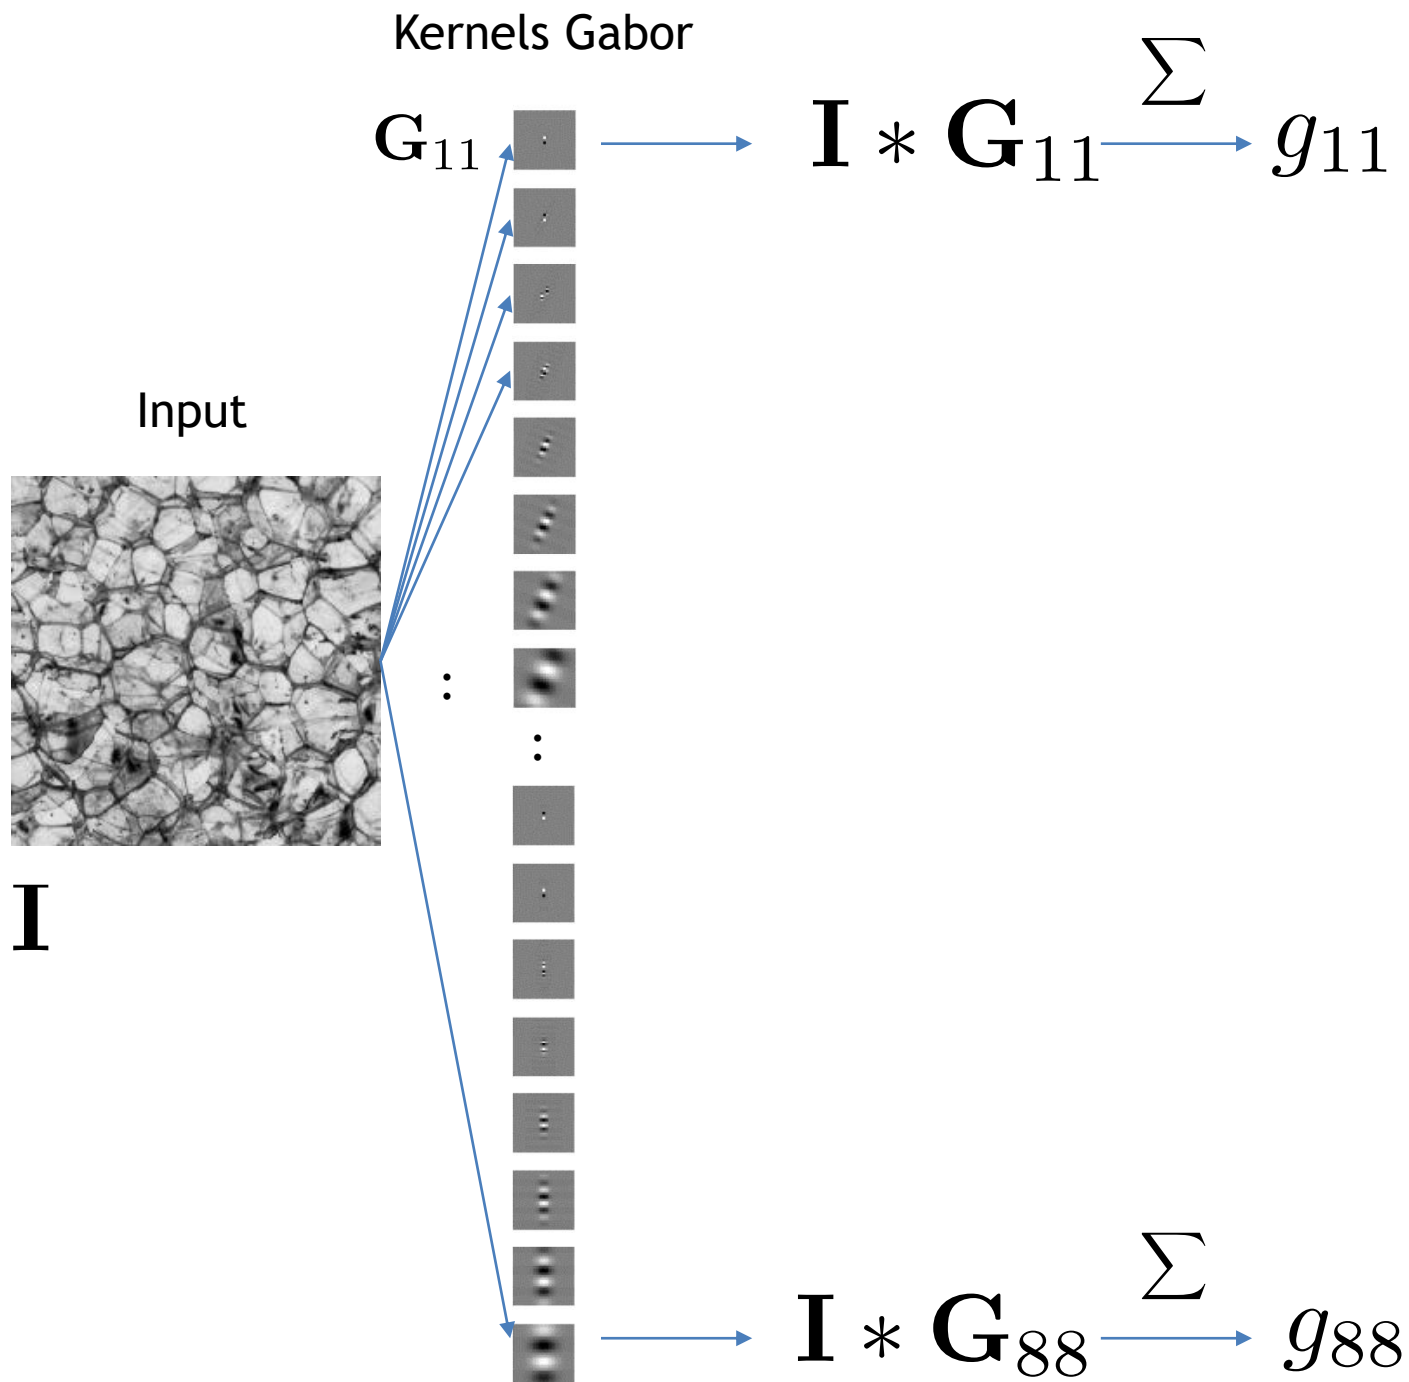 Kernels Gabor
G₁₁
I * G₁₁
∑
g₁₁
Input
:
:
I
I * G₈₈
∑
g₈₈